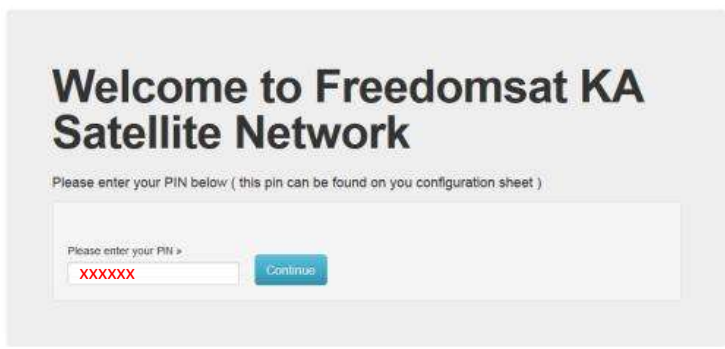 Welcome to Freedomsat KA
Satellite Network
Please enter your PIN below ( this pin can be found on you configuration sheet )
Please enter your PIN »
XXXXXX
Continue